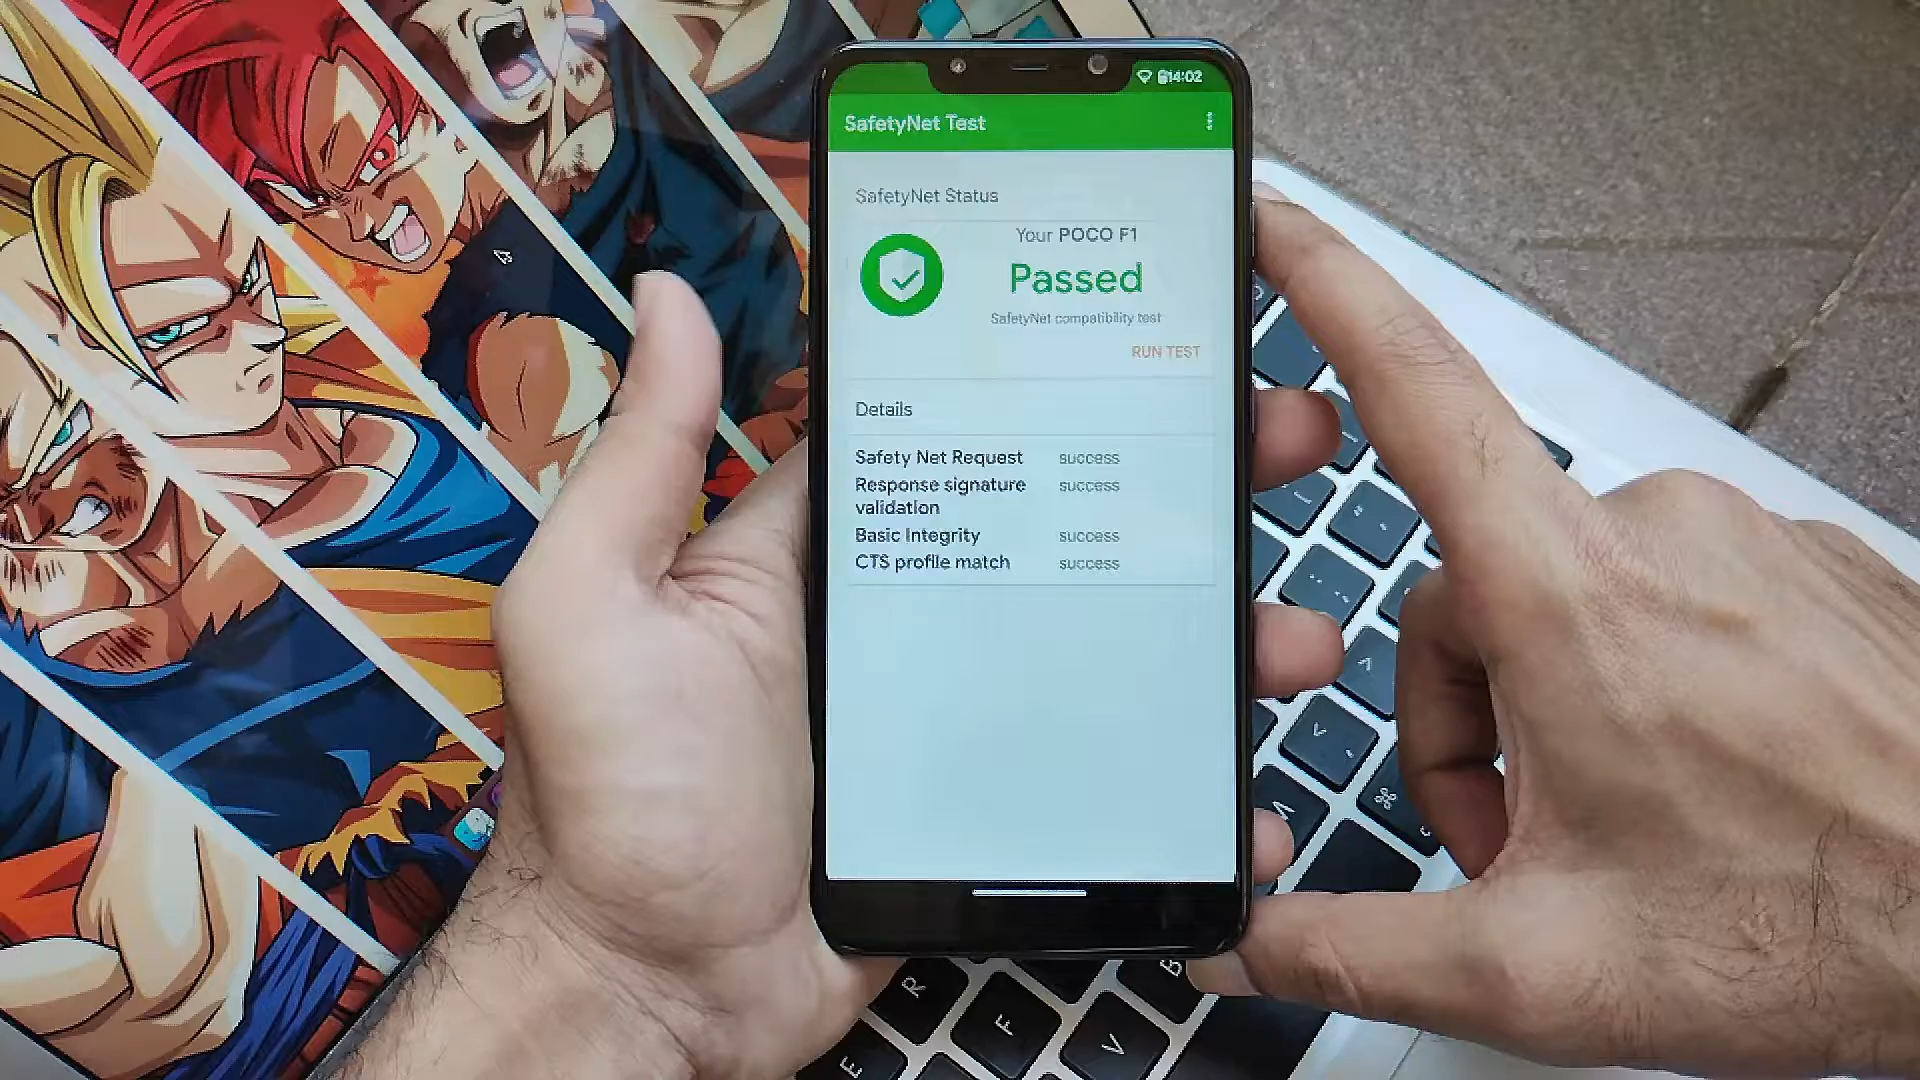 14:02
SafetyNet Test
SafetyNet Status
Your POCO F1
Passed
SafetyNet compatibility test
RUN TEST
Details
Safety Net Request success
Response signature success
validation
Basic Integrity success
CTS profile match success
M
⌘
R
B
F
V
E